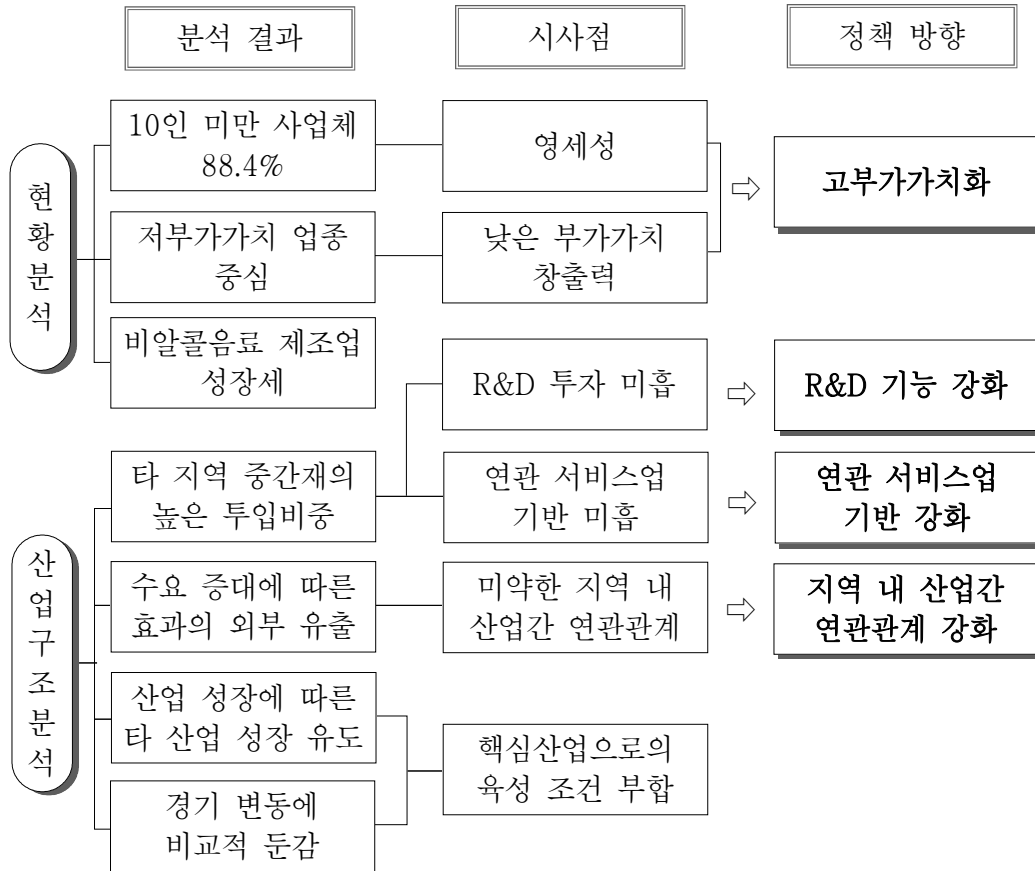 분석 결과
시사점
정책 방향
현황분석
10인 미만 사업체
88.4%
영세성
고부가가치화
저부가가치 업종
중심
낮은 부가가치
창출력
비알콜음료 제조업
성장세
R&D 투자 미흡
R&D 기능 강화
산업구조분석
타 지역 중간재의
높은 투입비중
연관 서비스업
기반 미흡
연관 서비스업
기반 강화
수요 증대에 따른
효과의 외부 유출
미약한 지역 내
산업간 연관관계
지역 내 산업간
연관관계 강화
산업 성장에 따른
타 산업 성장 유도
핵심산업으로의
육성 조건 부합
경기 변동에
비교적 둔감